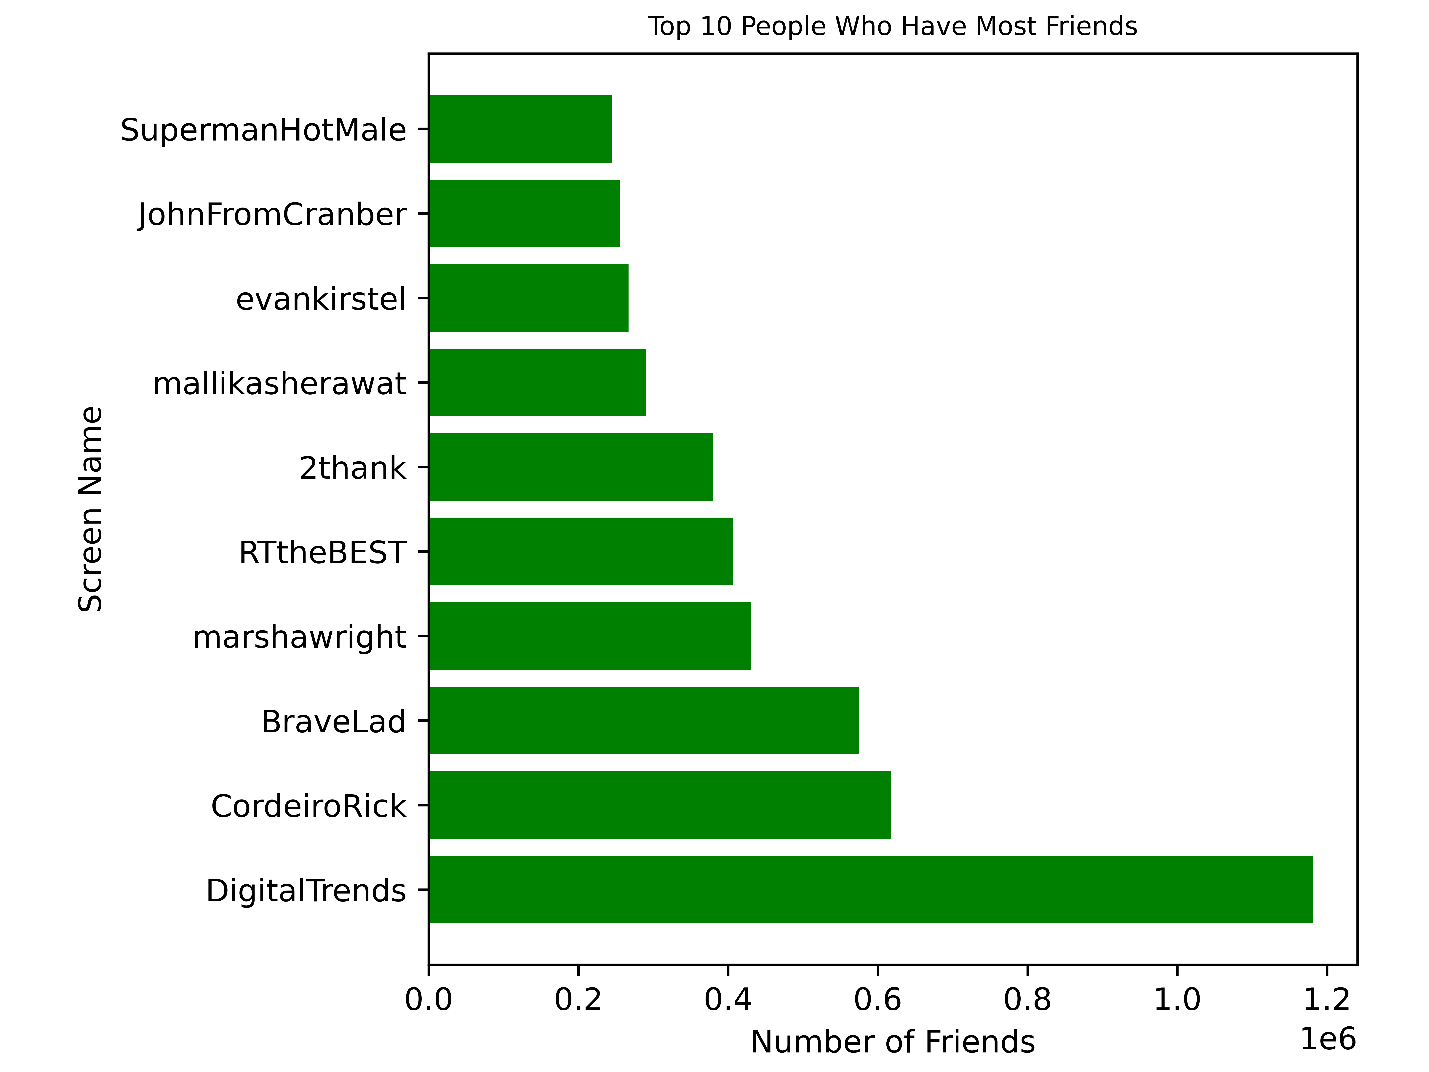 Top 10 People Who Have Most Friends
SupermanHotMale
JohnFromCranber
evankirstel
mallikasherawat
2thank
RTtheBEST
marshawright
BraveLad
CordeiroRick
DigitalTrends
Screen Name
0.0 0.2 0.4 0.6 0.8 1.0 1.2
1e6
Number of Friends